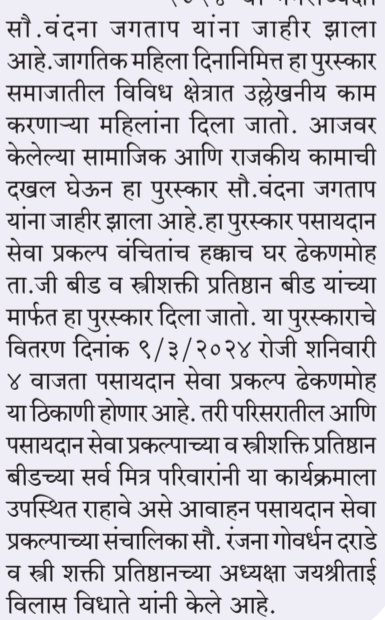 सौ.वंदना जगताप यांना जाहीर झाला
आहे.जागतिक महिला दिनानिमित्त हा पुरस्कार
समाजातील विविध क्षेत्रात उल्लेखनीय काम
करणाऱ्या महिलांना दिला जातो. आजवर
केलेल्या सामाजिक आणि राजकीय कामाची
दखल घेऊन हा पुरस्कार सौ.वंदना जगताप
यांना जाहीर झाला आहे.हा पुरस्कार पसायदान
सेवा प्रकल्प वंचितांच हक्काच घर ढेकणमोह
ता.जी बीड व स्त्रीशक्ती प्रतिष्ठान बीड यांच्या
मार्फत हा पुरस्कार दिला जातो. या पुरस्काराचे
वितरण दिनांक ९/३/२०२४ रोजी शनिवारी
४ वाजता पसायदान सेवा प्रकल्प ढेकणमोह
या ठिकाणी होणार आहे. तरी परिसरातील आणि
पसायदान सेवा प्रकल्पाच्या व स्त्रीशक्ति प्रतिष्ठान
बीडच्या सर्व मित्र परिवारांनी या कार्यक्रमाला
उपस्थित राहावे असे आवाहन पसायदान सेवा
प्रकल्पाच्या संचालिका सौ. रंजना गोवर्धन दराडे
व स्त्री शक्ती प्रतिष्ठानच्या अध्यक्षा जयश्रीताई
विलास विधाते यांनी केले आहे.